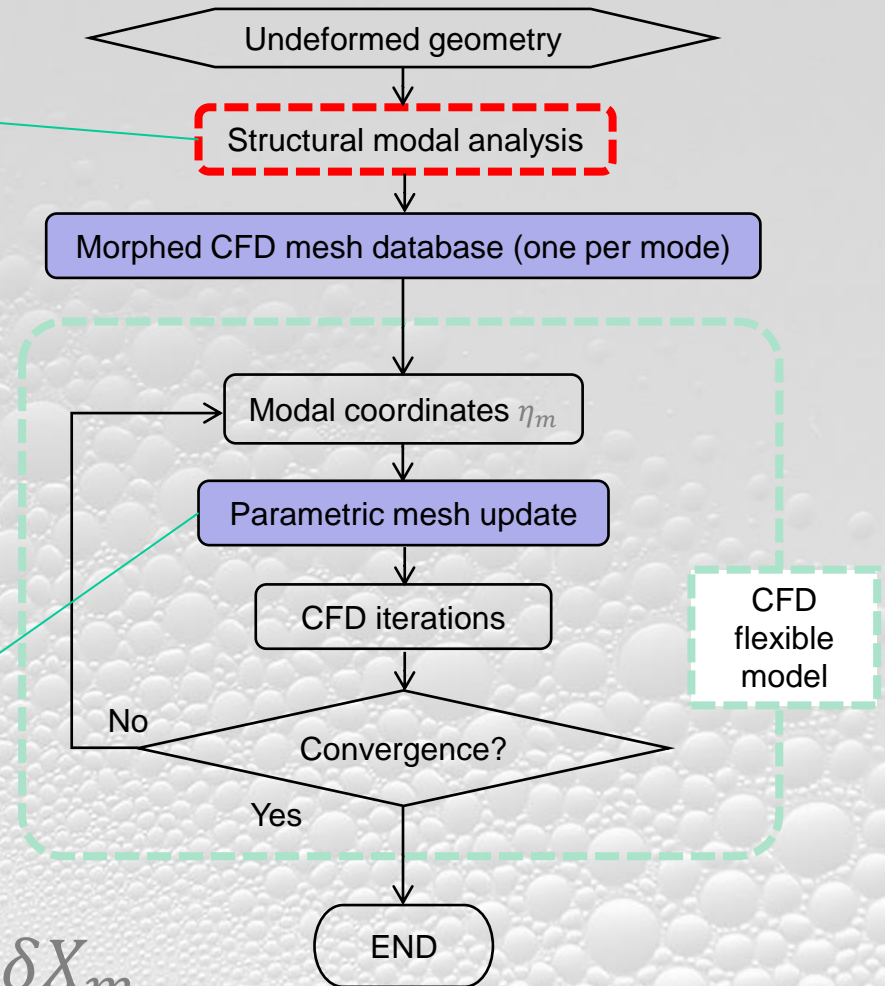 Undeformed geometry
Structural modal analysis
Morphed CFD mesh database (one per mode)
Modal coordinates ηₘ
Parametric mesh update
CFD iterations
CFD
flexible
model
No
Convergence?
Yes
END
δXₘ